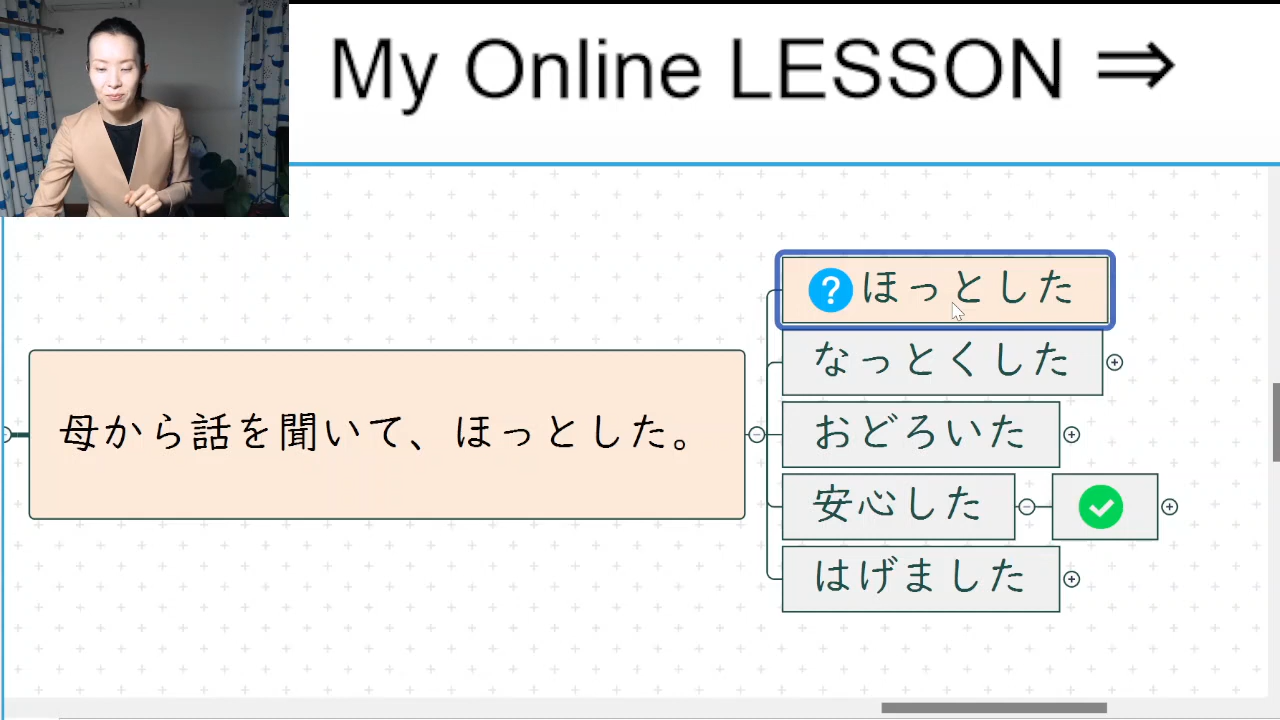 My Online LESSON ⇒
?ほっとした
なっとくした
母から話を聞いて、ほっとした。
おどろいた
安心した
はげました